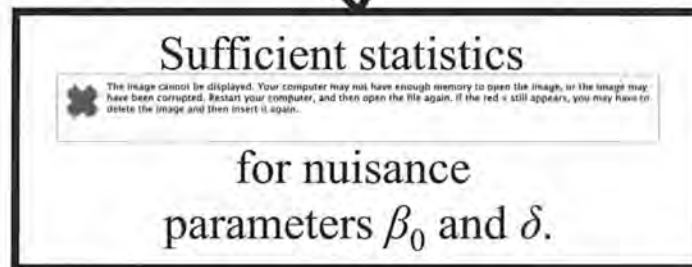 Sufficient statistics
The image cannot be displayed. Your computer may not have enough memory to open the image, or the image may
have been corrupted. Restart your computer, and then open the file again. If the red x still appears, you may have to
delete the image and then insert it again.
for nuisance
parameters β₀ and δ.